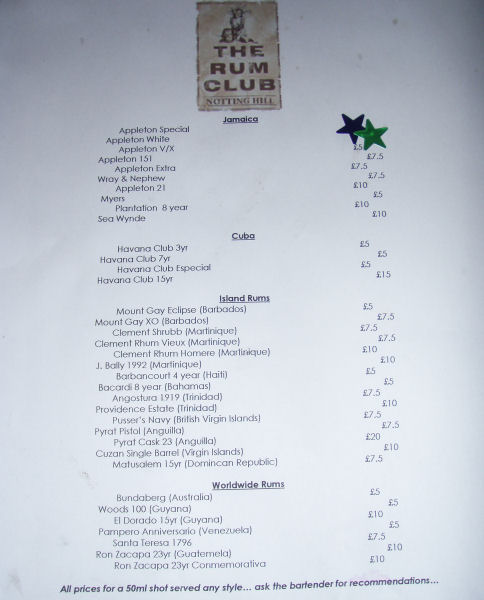 THE
RUM
CLUB
NOTTING HILL
Jamaica
Appleton Special
Appleton White
Appleton V/X £5
Appleton 151 £7.5
Appleton Extra £7.5
Wray & Nephew £7.5
Appleton 21 £10
Myers £5
Plantation 8 year £10
Sea Wynde £10
Cuba
Havana Club 3yr £5
Havana Club 7yr £5
Havana Club Especial £5
Havana Club 15yr £15
Island Rums
Mount Gay Eclipse (Barbados) £5
Mount Gay XO (Barbados) £7.5
Clement Shrubb (Martinique) £7.5
Clement Rhum Vieux (Martinique) £7.5
Clement Rhum Homere (Martinique) £10
J. Bally 1992 (Martinique) £10
Barbancourt 4 year (Haiti) £5
Bacardi 8 year (Bahamas) £5
Angostura 1919 (Trinidad) £7.5
Providence Estate (Trinidad) £10
Pusser's Navy (British Virgin Islands) £7.5
Pyrat Pistol (Anguilla) £7.5
Pyrat Cask 23 (Anguilla) £20
Cuzan Single Barrel (Virgin Islands) £10
Matusalem 15yr (Domincan Republic) £7.5
Worldwide Rums
Bundaberg (Australia) £5
Woods 100 (Guyana) £5
El Dorado 15yr (Guyana) £10
Pampero Anniversario (Venezuela) £5
Santa Teresa 1796 £7.5
Ron Zacapa 23yr (Guatemela) £10
Ron Zacapa 23yr Conmemorativa £10
All prices for a 50ml shot served any style... ask the bartender for recommendations...